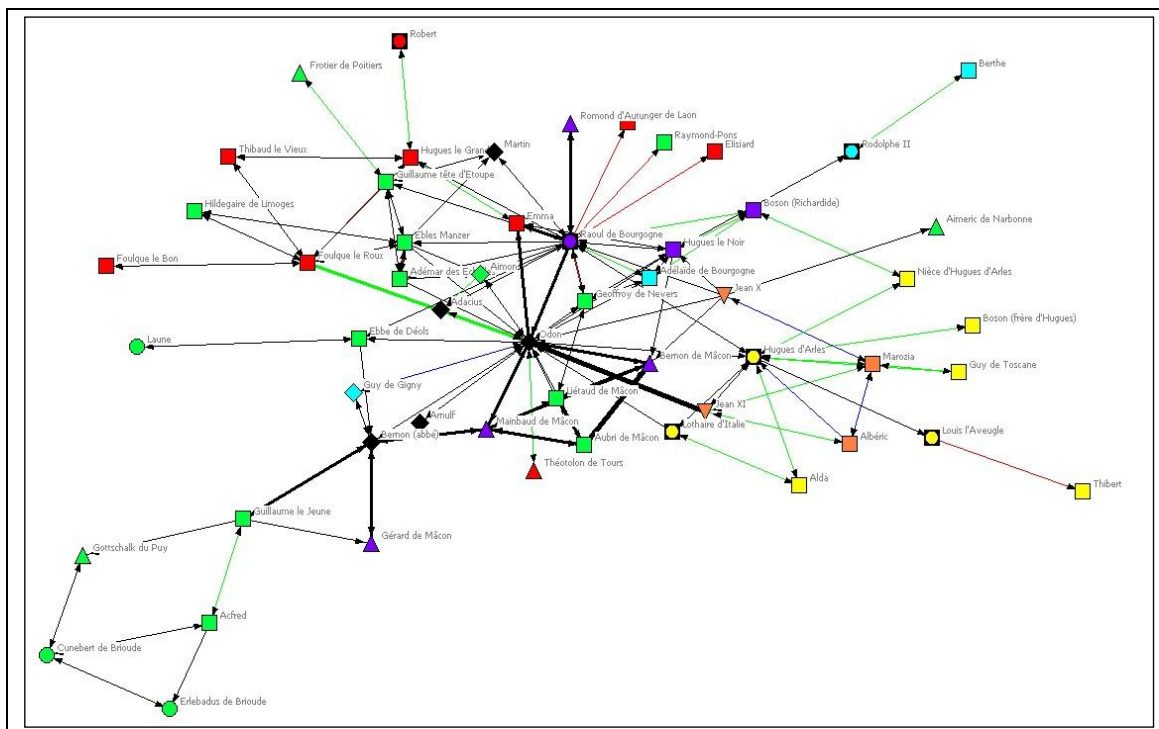 Robert
Frotier de Poitiers
Berthe
Romond d'Autunger de Laon
Raymond-Pons
Elisiard
Rodolphe II
Thibaud le Vieux
Hugues le Grand
Martin
Guillaume tête d'Etoupe
Hildegaire de Limoges
Emma
Boson (Richardide)
Aimeric de Narbonne
Raoul de Bourgogne
Ebles Manzer
Hugues le Noir
Foulque le Bon
Foulque le Roux
Adémar des Echelles
Aimons
Adélaïde de Bourgogne
Nièce d'Hugues d'Arles
Jean X
Geoffroy de Nevers
Adacius
Boson (frère d'Hugues)
Laune
Ebbe de Déols
Odon
Bernon de Mâcon
Hugues d'Arles
Marozia
Guy de Toscane
Guy de Gigny
Liétaud de Mâcon
Jean XI
Arnulf
Mainbaud de Mâcon
Lothaire d'Italie
Louis l'Aveugle
Bernon (abbé)
Aubri de Mâcon
Albéric
Théotolon de Tours
Alda
Thibert
Guillaume le Jeune
Gérard de Mâcon
Gottschalk du Puy
Acfred
Cunebert de Brioude
Erlebadus de Brioude